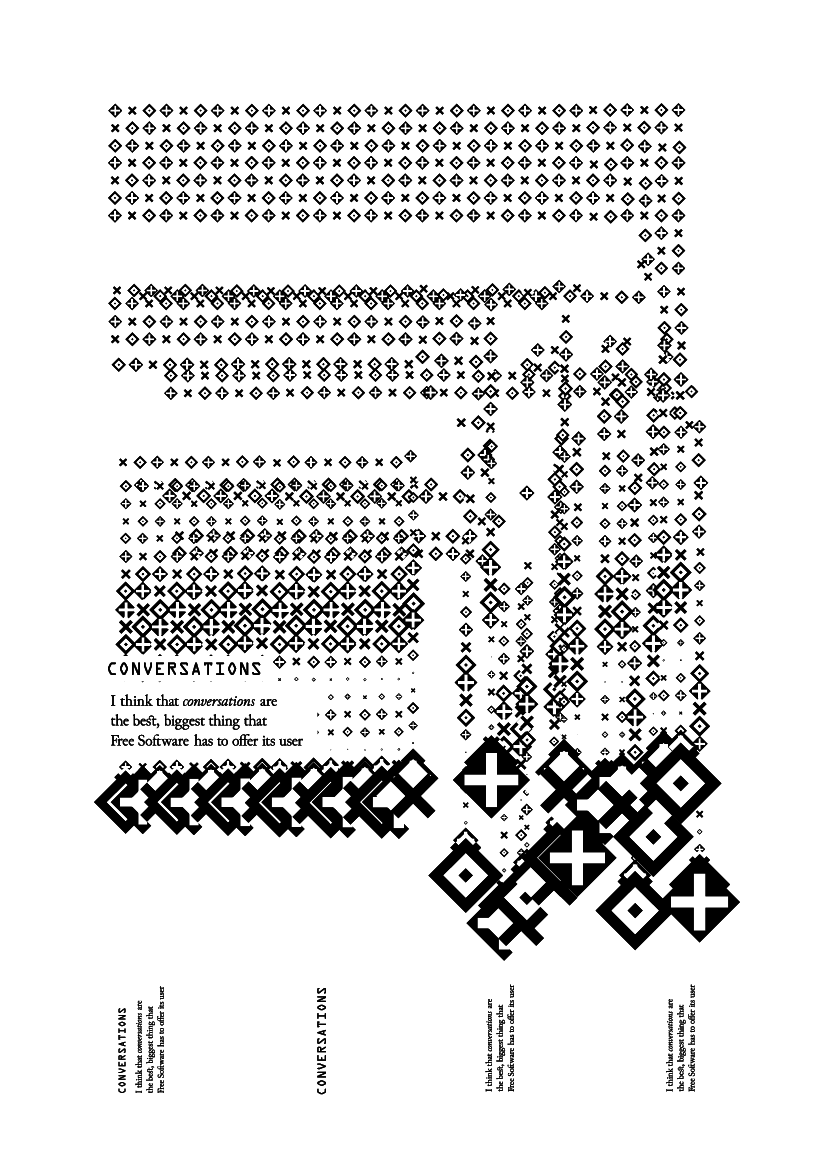 CONVERSATIONS
I think that conversations are
the best, biggest thing that
Free Software has to offer its user
CONVERSATIONS
I think that conversations are
the best, biggest thing that
Free Software has to offer its user
CONVERSATIONS
I think that conversations are
the best, biggest thing that
Free Software has to offer its user
I think that conversations are
the best, biggest thing that
Free Software has to offer its user